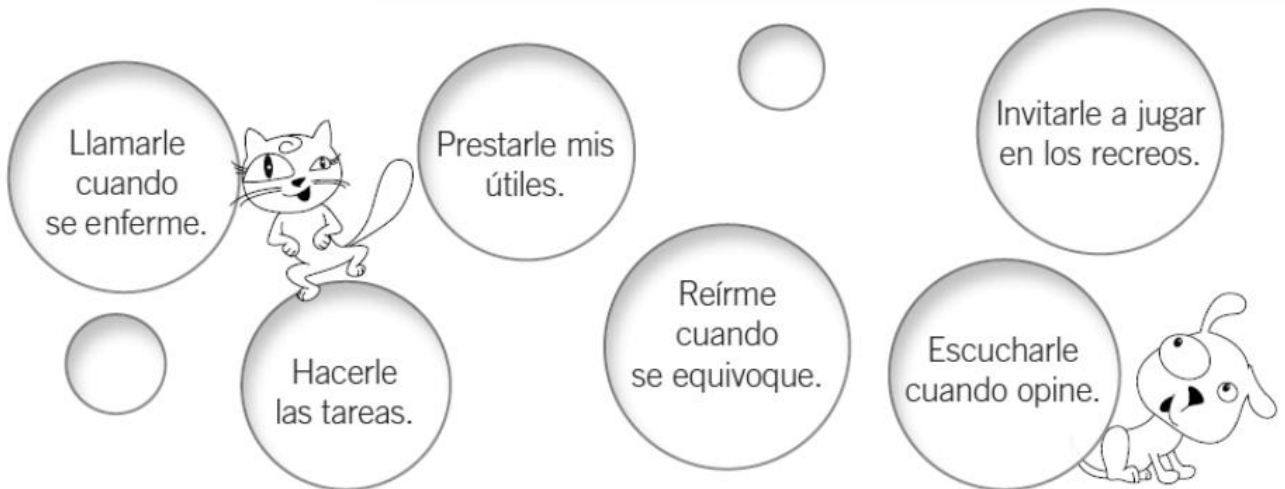 Llamarle
cuando
se enferme.
Prestarle mis
útiles.
Invitarle a jugar
en los recreos.
Hacerle
las tareas.
Reírme
cuando
se equivoque.
Escucharle
cuando opine.